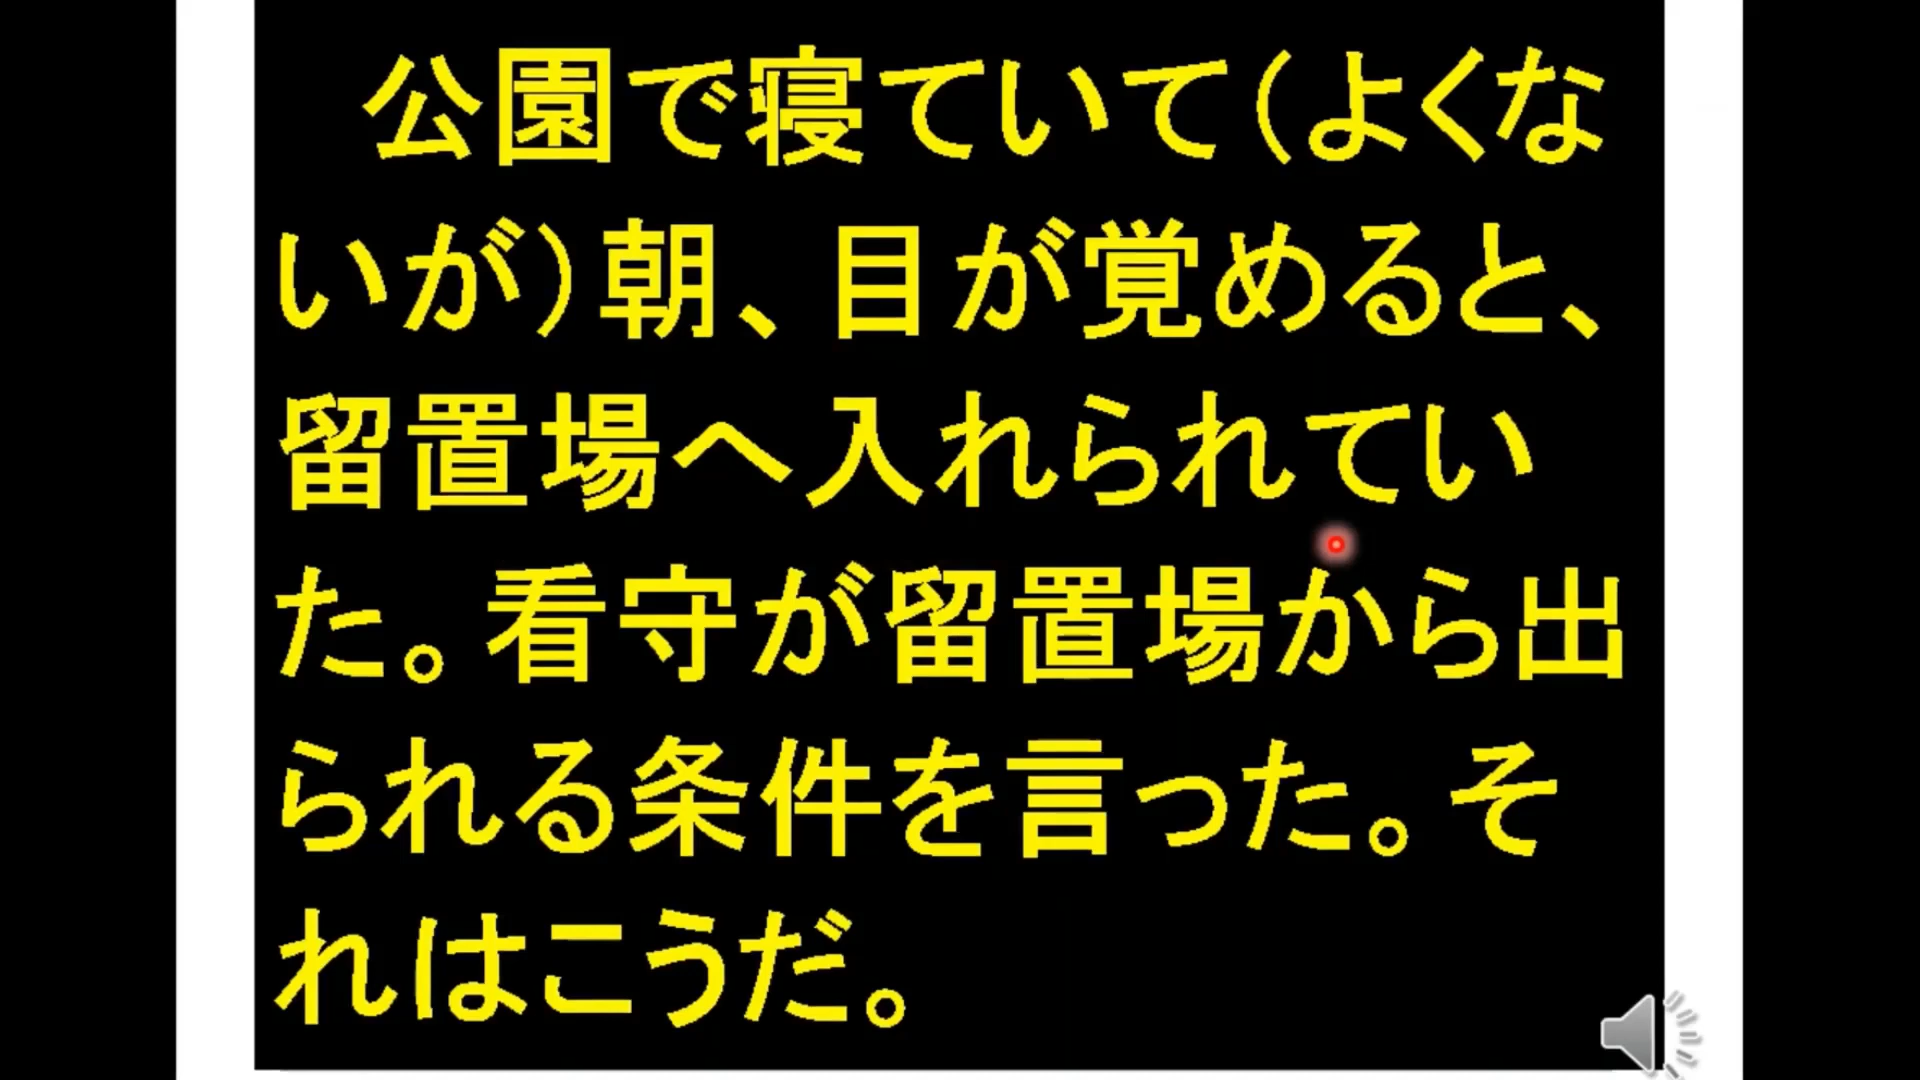 公園で寝ていて(よくな
いが)朝、目が覚めると、
留置場へ入れられてい
た。看守が留置場から出
られる条件を言った。そ
れはこうだ。